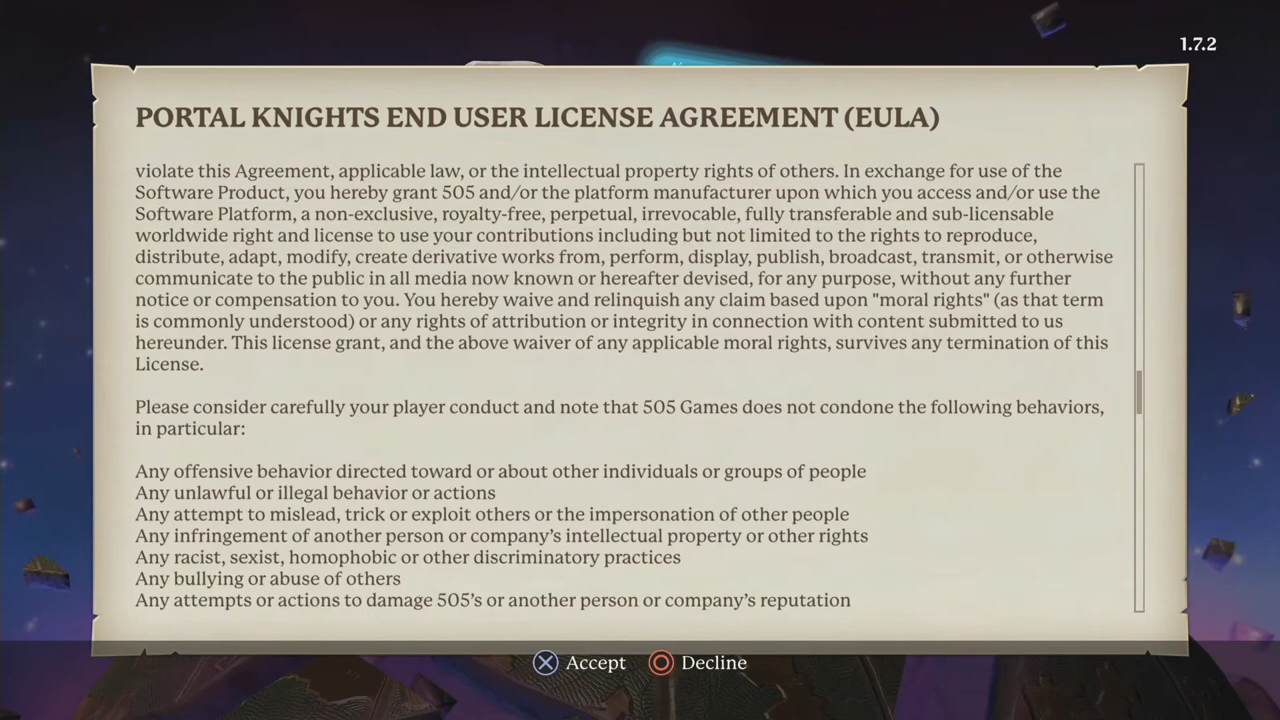 1.7.2
PORTAL KNIGHTS END USER LICENSE AGREEMENT (EULA)
violate this Agreement, applicable law, or the intellectual property rights of others. In exchange for use of the
Software Product, you hereby grant 505 and/or the platform manufacturer upon which you access and/or use the
Software Platform, a non-exclusive, royalty-free, perpetual, irrevocable, fully transferable and sub-licensable
worldwide right and license to use your contributions including but not limited to the rights to reproduce,
distribute, adapt, modify, create derivative works from, perform, display, publish, broadcast, transmit, or otherwise
communicate to the public in all media now known or hereafter devised, for any purpose, without any further
notice or compensation to you. You hereby waive and relinquish any claim based upon "moral rights" (as that term
is commonly understood) or any rights of attribution or integrity in connection with content submitted to us
hereunder. This license grant, and the above waiver of any applicable moral rights, survives any termination of this
License.
Please consider carefully your player conduct and note that 505 Games does not condone the following behaviors,
in particular:
Any offensive behavior directed toward or about other individuals or groups of people
Any unlawful or illegal behavior or actions
Any attempt to mislead, trick or exploit others or the impersonation of other people
Any infringement of another person or company's intellectual property or other rights
Any racist, sexist, homophobic or other discriminatory practices
Any bullying or abuse of others
Any attempts or actions to damage 505's or another person or company's reputation
Accept Decline